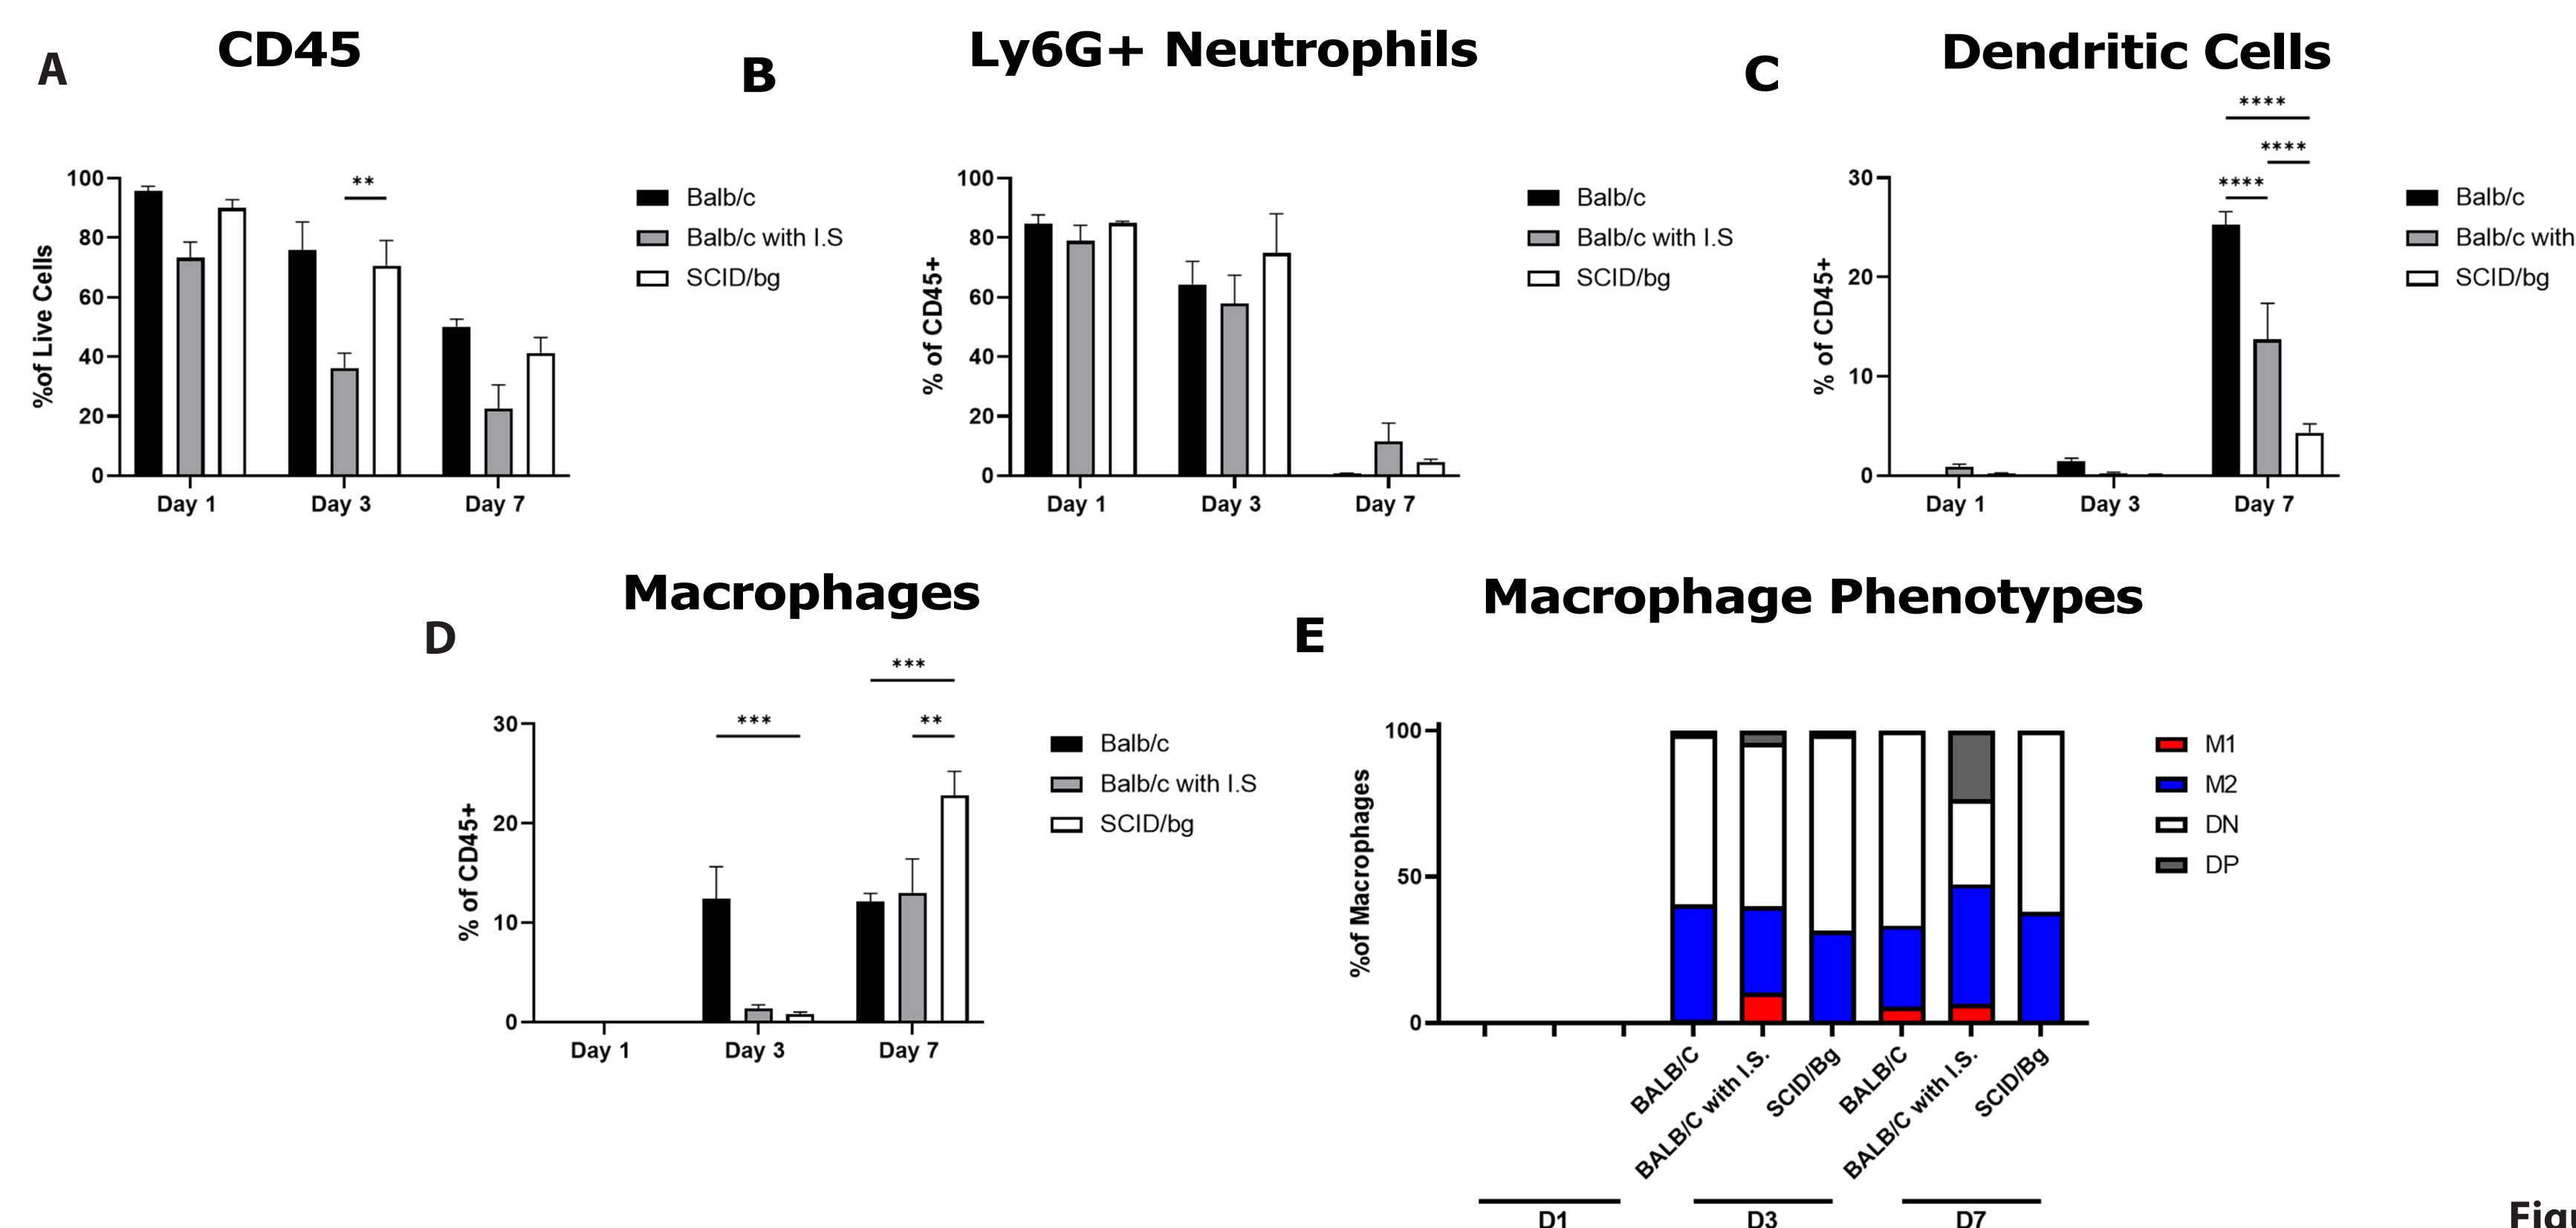 A
CD45
%of Live Cells
100
80
60
40
20
0
**
Day 1
Day 3
Day 7
Balb/c
Balb/c with I.S
SCID/bg
B
Ly6G+ Neutrophils
% of CD45+
100
80
60
40
20
0
Day 1
Day 3
Day 7
Balb/c
Balb/c with I.S
SCID/bg
C
Dendritic Cells
% of CD45+
30
20
10
0
****
****
****
Day 1
Day 3
Day 7
Balb/c
Balb/c with
SCID/bg
D
Macrophages
% of CD45+
30
20
10
0
***
***
**
Day 1
Day 3
Day 7
Balb/c
Balb/c with I.S
SCID/bg
E
Macrophage Phenotypes
%of Macrophages
100
50
0
BALB/C
BALB/C with I.S.
SCID/Bg
BALB/C
BALB/C with I.S.
SCID/Bg
D1
D3
D7
M1
M2
DN
DP